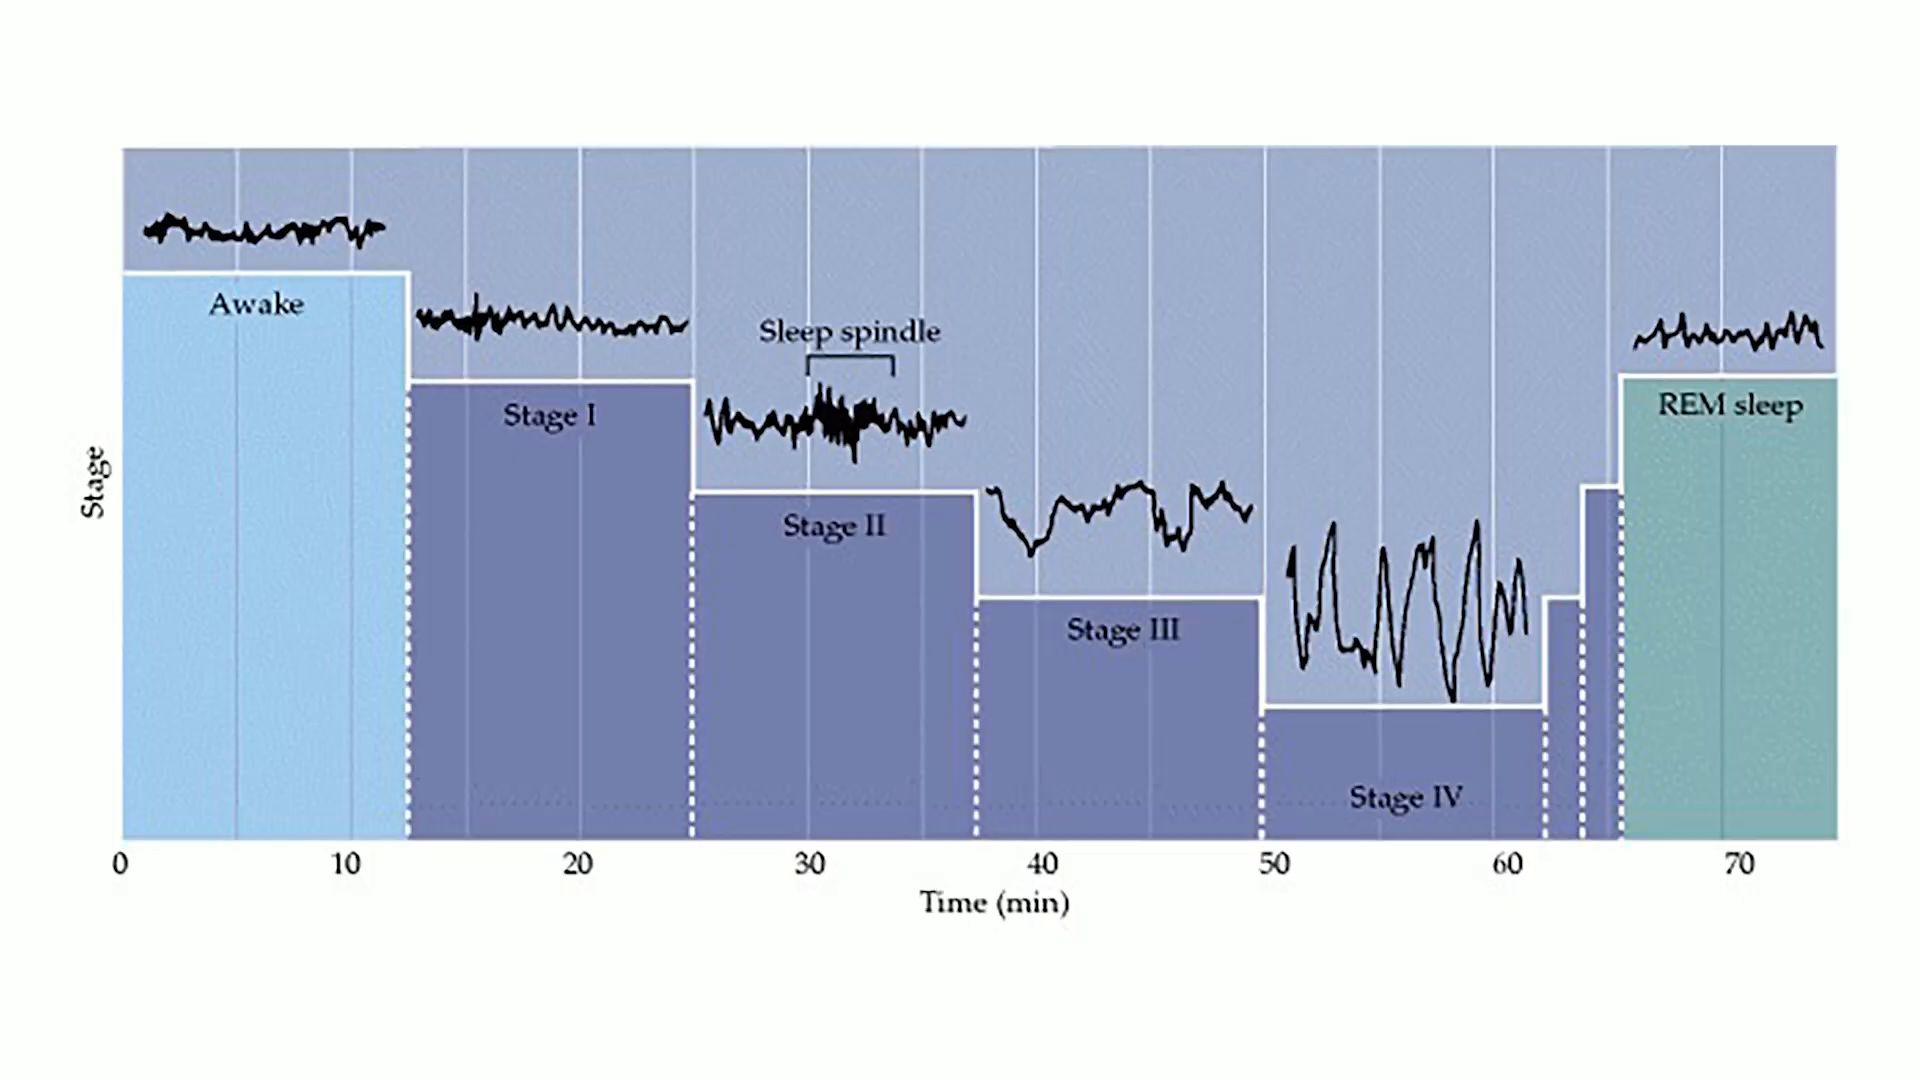 Awake
Sleep spindle
Stage I
REM sleep
Stage II
Stage III
Stage IV
Stage
0 10 20 30 40 50 60 70
Time (min)